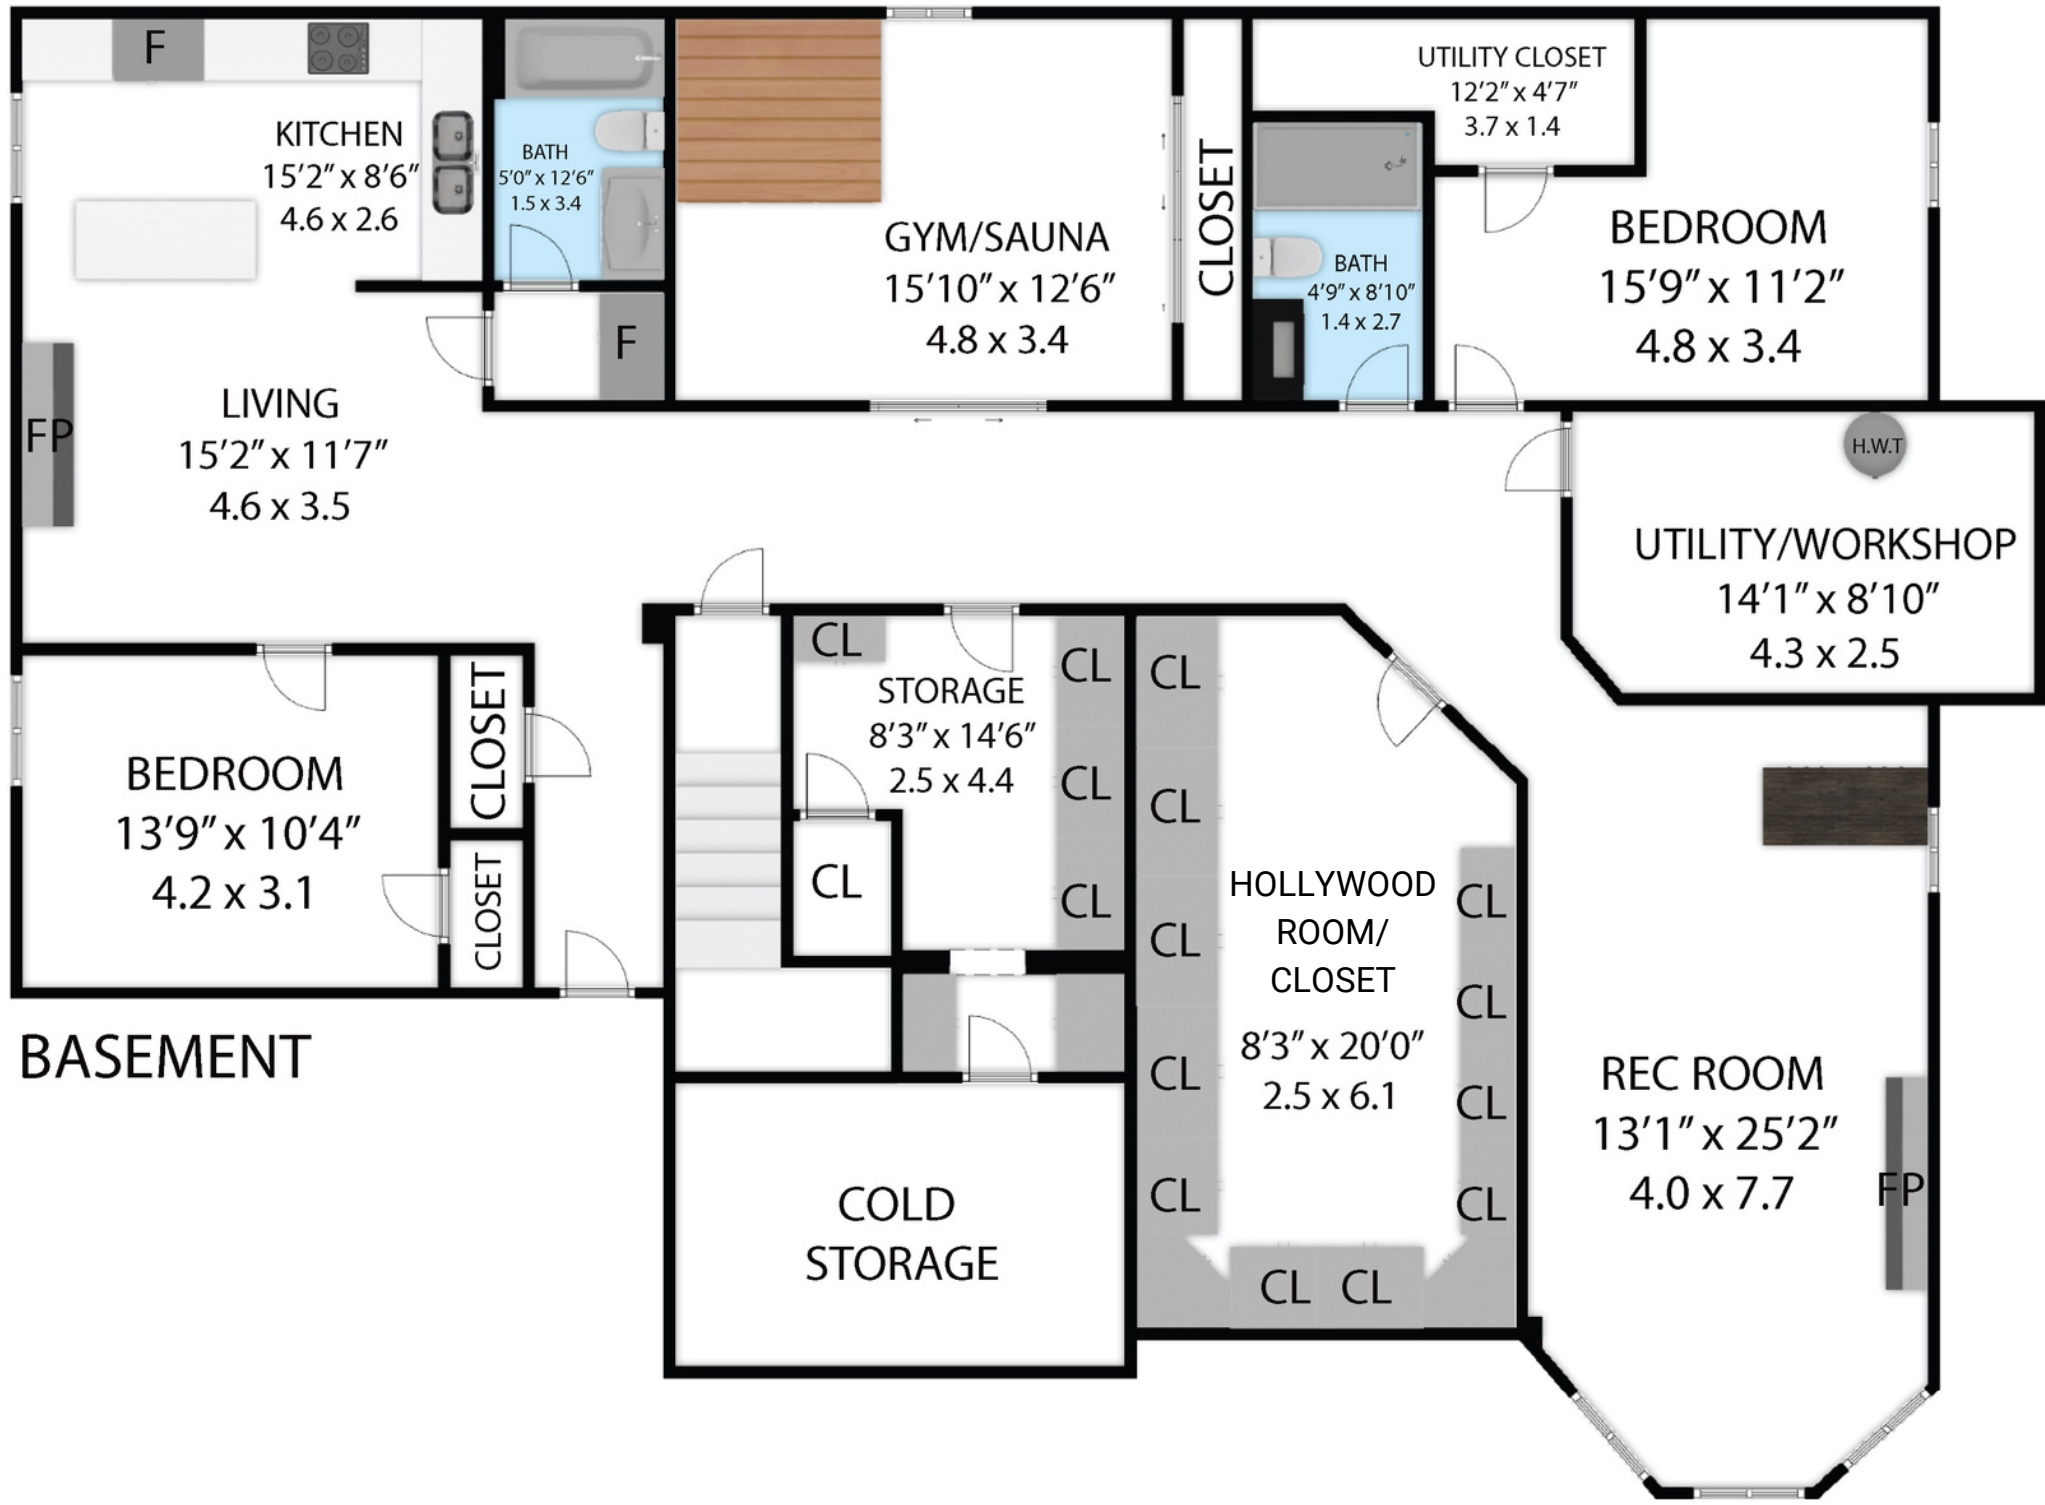 F
KITCHEN
15′2″ x 8′6″
4.6 x 2.6
BATH
5′0″ x 12′6″
1.5 x 3.4
F
GYM/SAUNA
15′10″ x 12′6″
4.8 x 3.4
CLOSET
UTILITY CLOSET
12′2″ x 4′7″
3.7 x 1.4
BATH
4′9″ x 8′10″
1.4 x 2.7
BEDROOM
15′9″ x 11′2″
4.8 x 3.4
FP
LIVING
15′2″ x 11′7″
4.6 x 3.5
H.W.T
UTILITY/WORKSHOP
14′1″ x 8′10″
4.3 x 2.5
BEDROOM
13′9″ x 10′4″
4.2 x 3.1
CLOSET
CLOSET
CL
STORAGE
8′3″ x 14′6″
2.5 x 4.4
CL
CL
CL
CL
CL
CL
CL
CL
CL
HOLLYWOOD
ROOM/
CLOSET
8′3″ x 20′0″
2.5 x 6.1
CL
CL
CL
CL
CL CL
REC ROOM
13′1″ x 25′2″
4.0 x 7.7
FP
COLD
STORAGE
BASEMENT